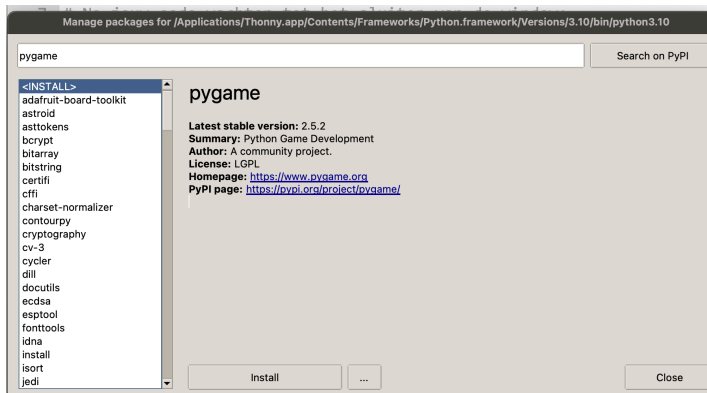 Manage packages for /Applications/Thonny.app/Contents/Frameworks/Python.framework/Versions/3.10/bin/python3.10
pygame
Search on PyPI
<INSTALL>
adafruit-board-toolkit
astroid
asttokens
bcrypt
bitarray
bitstring
certifi
cffi
charset-normalizer
contourpy
cryptography
cv-3
cycler
dill
docutils
ecdsa
esptool
fonttools
idna
install
isort
jedi
pygame
Latest stable version: 2.5.2
Summary: Python Game Development
Author: A community project.
License: LGPL
Homepage: https://www.pygame.org
PyPI page: https://pypi.org/project/pygame/
Install
...
Close